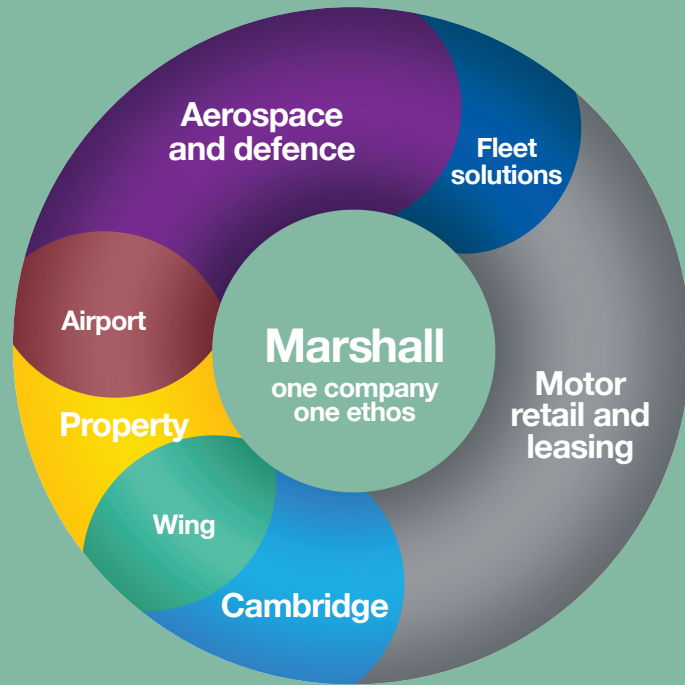 Aerospace
and defence
Fleet
solutions
Airport
Marshall
one company
one ethos
Motor
retail and
leasing
Property
Wing
Cambridge